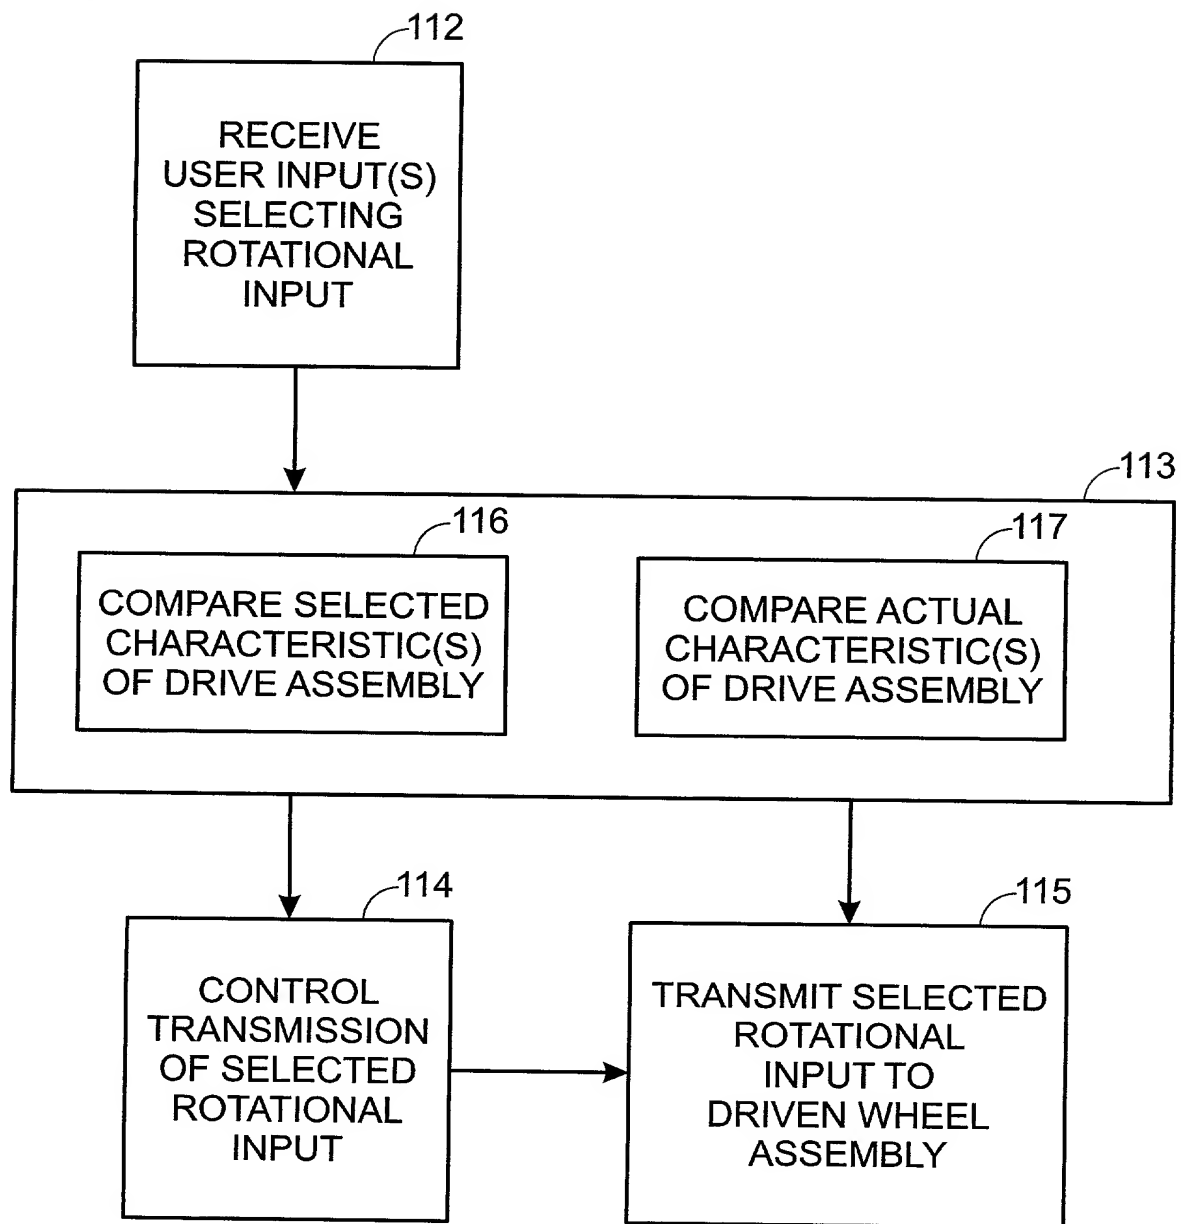 112
RECEIVE
USER INPUT(S)
SELECTING
ROTATIONAL
INPUT
113
116
COMPARE SELECTED
CHARACTERISTIC(S)
OF DRIVE ASSEMBLY
117
COMPARE ACTUAL
CHARACTERISTIC(S)
OF DRIVE ASSEMBLY
114
CONTROL
TRANSMISSION
OF SELECTED
ROTATIONAL
INPUT
115
TRANSMIT SELECTED
ROTATIONAL
INPUT TO
DRIVEN WHEEL
ASSEMBLY